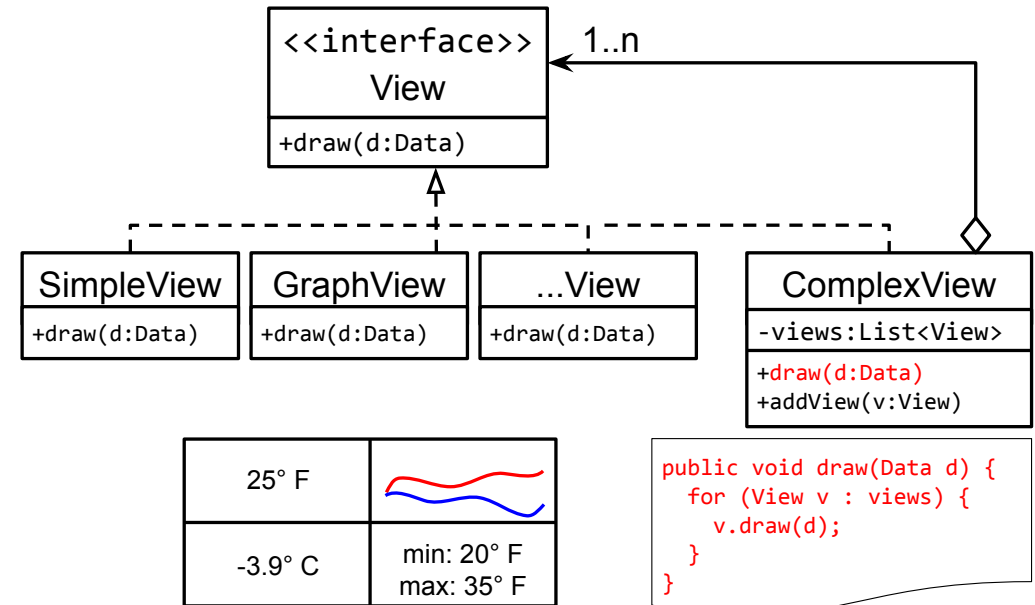 <<interface>>
View
+draw(d:Data)
1..n
SimpleView
+draw(d:Data)
GraphView
+draw(d:Data)
...View
+draw(d:Data)
ComplexView
-views:List<View>
+draw(d:Data)
+addView(v:View)
25° F
-3.9° C
min: 20° F
max: 35° F
public void draw(Data d) {
  for (View v : views) {
    v.draw(d);
  }
}